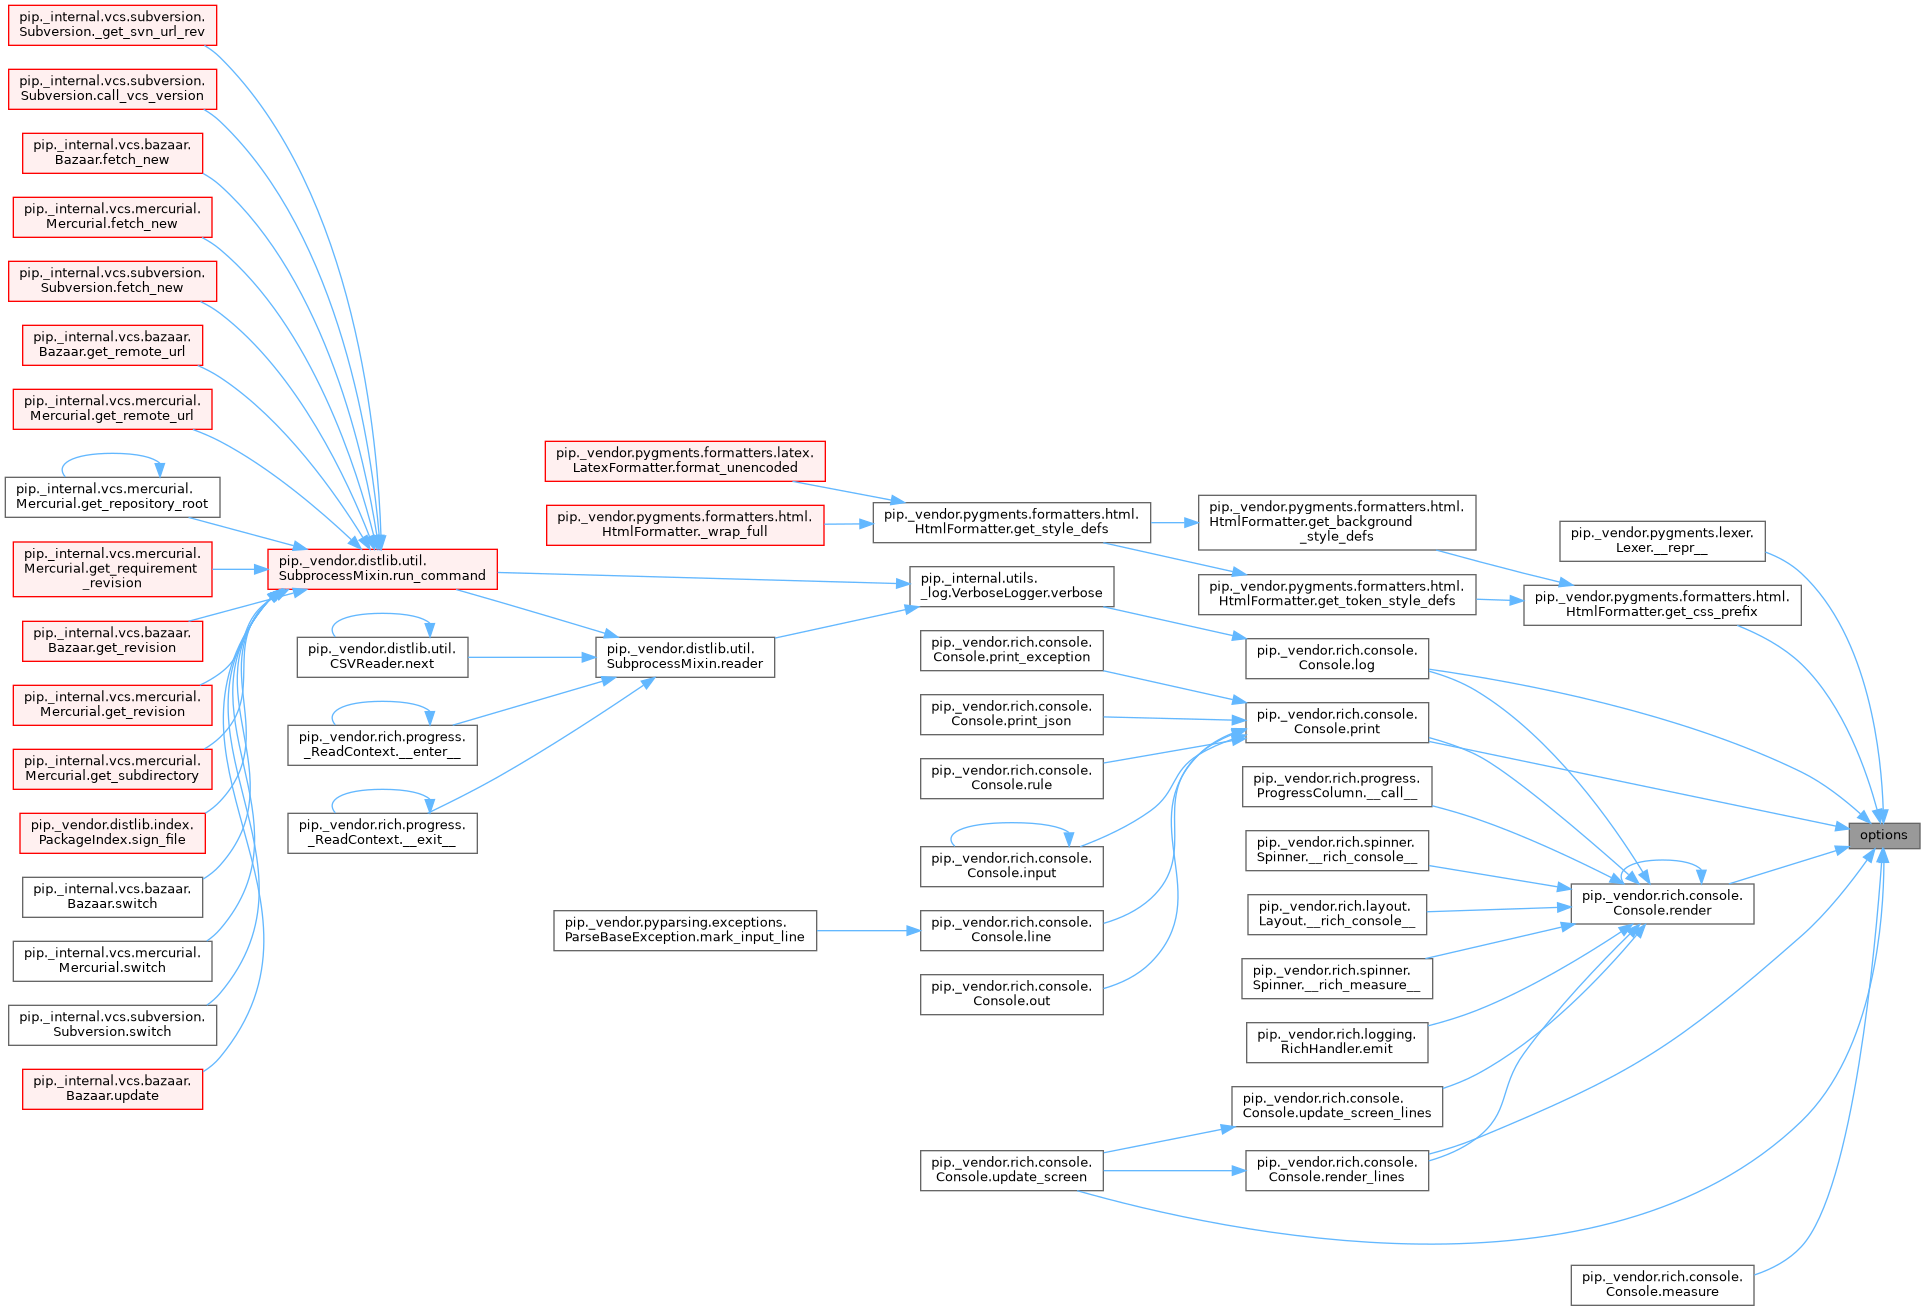 pip._internal.vcs.subversion.
Subversion._get_svn_url_rev
pip._internal.vcs.subversion.
Subversion.call_vcs_version
pip._internal.vcs.bazaar.
Bazaar.fetch_new
pip._internal.vcs.mercurial.
Mercurial.fetch_new
pip._internal.vcs.subversion.
Subversion.fetch_new
pip._internal.vcs.bazaar.
Bazaar.get_remote_url
pip._internal.vcs.mercurial.
Mercurial.get_remote_url
pip._internal.vcs.mercurial.
Mercurial.get_repository_root
pip._internal.vcs.mercurial.
Mercurial.get_requirement
_revision
pip._internal.vcs.bazaar.
Bazaar.get_revision
pip._internal.vcs.mercurial.
Mercurial.get_revision
pip._internal.vcs.mercurial.
Mercurial.get_subdirectory
pip._vendor.distlib.index.
PackageIndex.sign_file
pip._internal.vcs.bazaar.
Bazaar.switch
pip._internal.vcs.mercurial.
Mercurial.switch
pip._internal.vcs.subversion.
Subversion.switch
pip._internal.vcs.bazaar.
Bazaar.update
pip._vendor.distlib.util.
SubprocessMixin.run_command
pip._vendor.distlib.util.
CSVReader.next
pip._vendor.rich.progress.
_ReadContext.__enter__
pip._vendor.rich.progress.
_ReadContext.__exit__
pip._vendor.pygments.formatters.latex.
LatexFormatter.format_unencoded
pip._vendor.pygments.formatters.html.
HtmlFormatter._wrap_full
pip._vendor.distlib.util.
SubprocessMixin.reader
pip._vendor.pyparsing.exceptions.
ParseBaseException.mark_input_line
pip._vendor.pygments.formatters.html.
HtmlFormatter.get_style_defs
pip._internal.utils.
_log.VerboseLogger.verbose
pip._vendor.rich.console.
Console.print_exception
pip._vendor.rich.console.
Console.print_json
pip._vendor.rich.console.
Console.rule
pip._vendor.rich.console.
Console.input
pip._vendor.rich.console.
Console.line
pip._vendor.rich.console.
Console.out
pip._vendor.rich.console.
Console.update_screen
pip._vendor.pygments.formatters.html.
HtmlFormatter.get_background
_style_defs
pip._vendor.pygments.formatters.html.
HtmlFormatter.get_token_style_defs
pip._vendor.rich.console.
Console.log
pip._vendor.rich.console.
Console.print
pip._vendor.rich.progress.
ProgressColumn.__call__
pip._vendor.rich.spinner.
Spinner.__rich_console__
pip._vendor.rich.layout.
Layout.__rich_console__
pip._vendor.rich.spinner.
Spinner.__rich_measure__
pip._vendor.rich.logging.
RichHandler.emit
pip._vendor.rich.console.
Console.update_screen_lines
pip._vendor.rich.console.
Console.render_lines
pip._vendor.pygments.lexer.
Lexer.__repr__
pip._vendor.pygments.formatters.html.
HtmlFormatter.get_css_prefix
pip._vendor.rich.console.
Console.render
pip._vendor.rich.console.
Console.measure
options